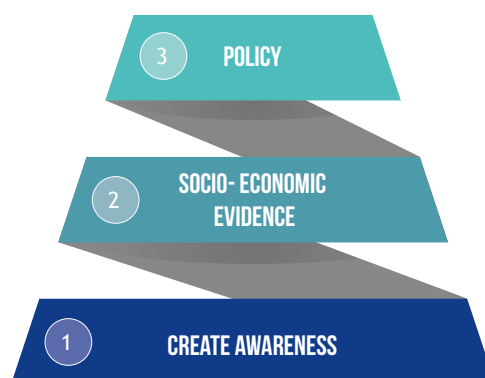 3
POLICY
2
SOCIO- ECONOMIC
EVIDENCE
1
CREATE AWARENESS